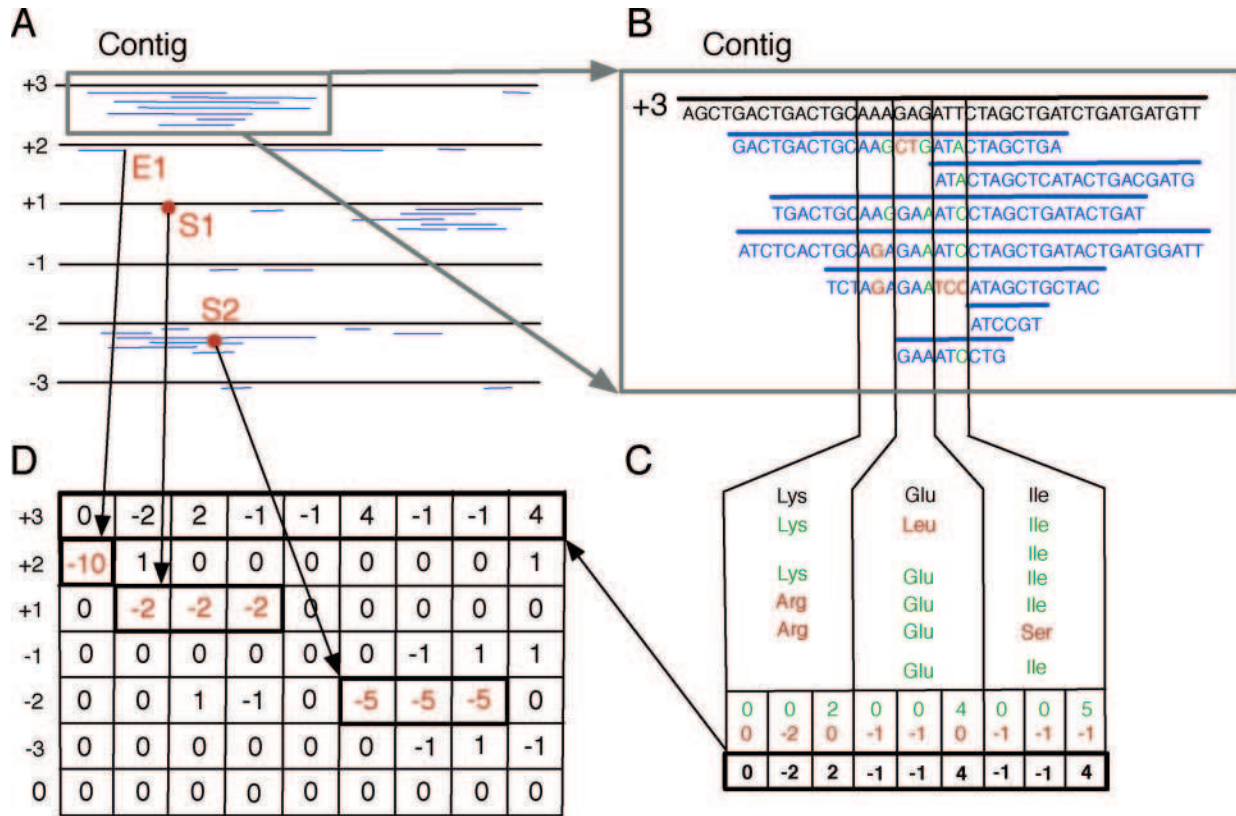 A
Contig
+3
+2
E1
+1
S1
-1
S2
-2
-3
B
Contig
+3
AGCTGACTGACTGCAAAGAGATTCTAGCTGATCTGATGATGTT
GACTGACTGCAAGCTGATACTAGCTGA
ATACTAGCTCATACTGACGATG
TGACTGCAAGGAAATCCTAGCTGATACTGAT
ATCTCACTGCAGAGAAATCCTAGCTGATACTGATGGATT
TCTAGAGAATCCATAGCTGCTAC
ATCCGT
GAAATCCTG
C
Lys Glu Ile
Lys Leu Ile
Ile
Lys Glu Ile
Arg Glu Ile
Arg Glu Ser
Glu Ile
0 0 2 0 0 4 0 0 5
0 -2 0 -1 -1 0 -1 -1 -1
0 -2 2 -1 -1 4 -1 -1 4
D
+3 0 -2 2 -1 -1 4 -1 -1 4
+2 -10 1 0 0 0 0 0 0 1
+1 0 -2 -2 -2 0 0 0 0 0
-1 0 0 0 0 0 0 -1 1 1
-2 0 0 1 -1 0 -5 -5 -5 0
-3 0 0 0 0 0 0 -1 1 -1
0 0 0 0 0 0 0 0 0 0